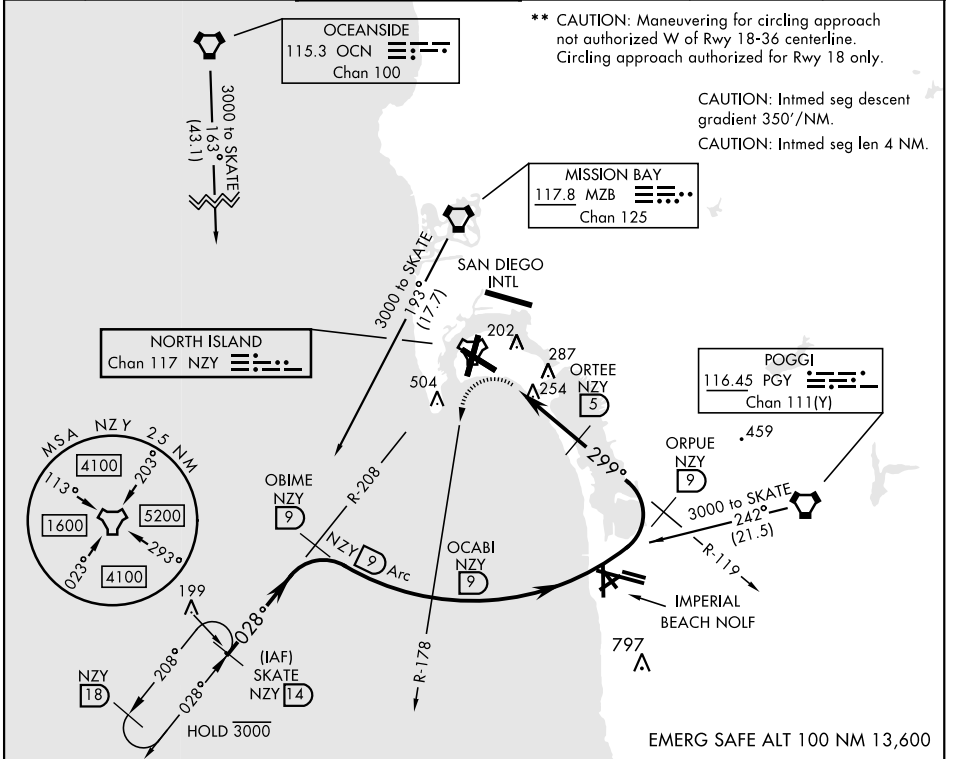 OCEANSIDE
115.3 OCN
Chan 100
** CAUTION: Maneuvering for circling approach
not authorized W of Rwy 18-36 centerline.
Circling approach authorized for Rwy 18 only.
CAUTION: Intmed seg descent
gradient 350'/NM.
CAUTION: Intmed seg len 4 NM.
3000 to SKATE
163°
(43.1)
MISSION BAY
117.8 MZB
Chan 125
3000 to SKATE
193°
(17.7)
SAN DIEGO
INTL
NORTH ISLAND
Chan 117 NZY
202
287
254
504
ORTEE
NZY
5
POGGI
116.45 PGY
Chan 111(Y)
459
299°
ORPUE
NZY
9
3000 to SKATE
242°
(21.5)
R-119
MSA NZY 25 NM
4100
203°
113°
1600
5200
023°
293°
4100
OBIME
NZY
9
R-208
NZY 9 Arc
OCABI
NZY
9
IMPERIAL
BEACH NOLF
199
028°
208°
(IAF)
SKATE
NZY 14
NZY
18
028°
HOLD 3000
R-178
797
EMERG SAFE ALT 100 NM 13,600